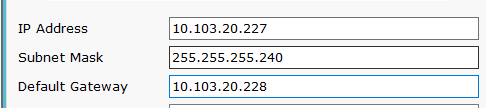 IP Address 10.103.20.227
Subnet Mask 255.255.255.240
Default Gateway 10.103.20.228